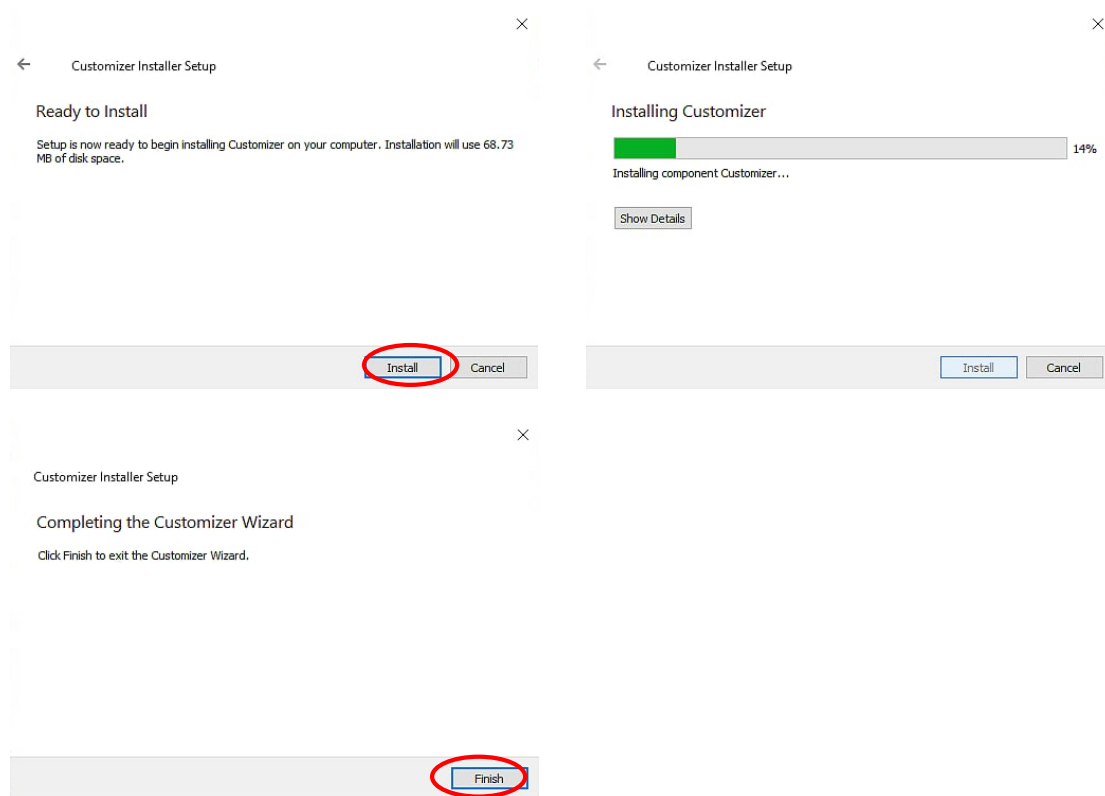 Customizer Installer Setup
Ready to Install
Setup is now ready to begin installing Customizer on your computer. Installation will use 68.73
MB of disk space.
Install
Cancel
Customizer Installer Setup
Installing Customizer
14%
Installing component Customizer...
Show Details
Install
Cancel
Customizer Installer Setup
Completing the Customizer Wizard
Click Finish to exit the Customizer Wizard.
Finish